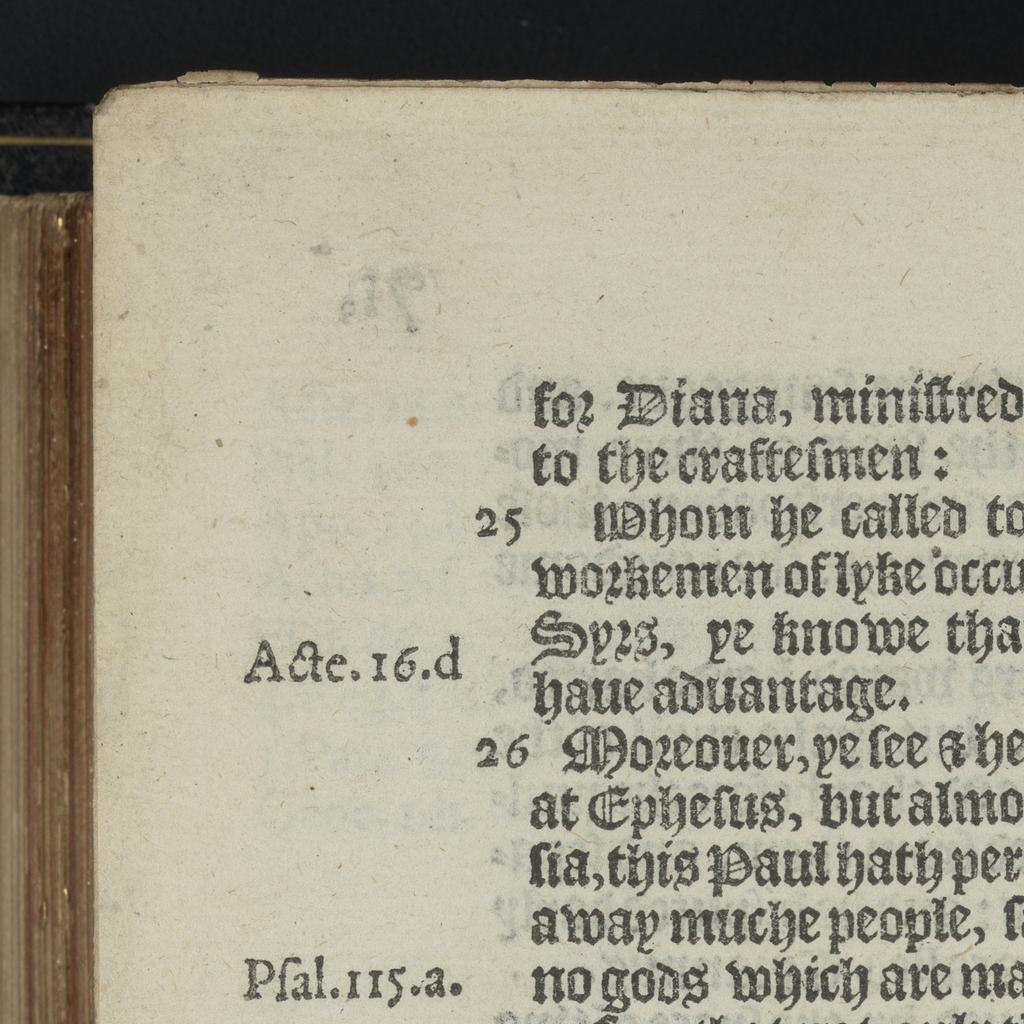 for Diana, miniſtred
to the crafteſmen:
25 Whom he called to
workemen of lyke occu
Syrs, ye knowe tha
Acte.16.d
haue aduantage.
26 Moreouer, ye ſee & he
at Epheſus, but almo
ſia, this Paul hath per
away muche people, ſ
Pſal.115.a.
no gods which are ma